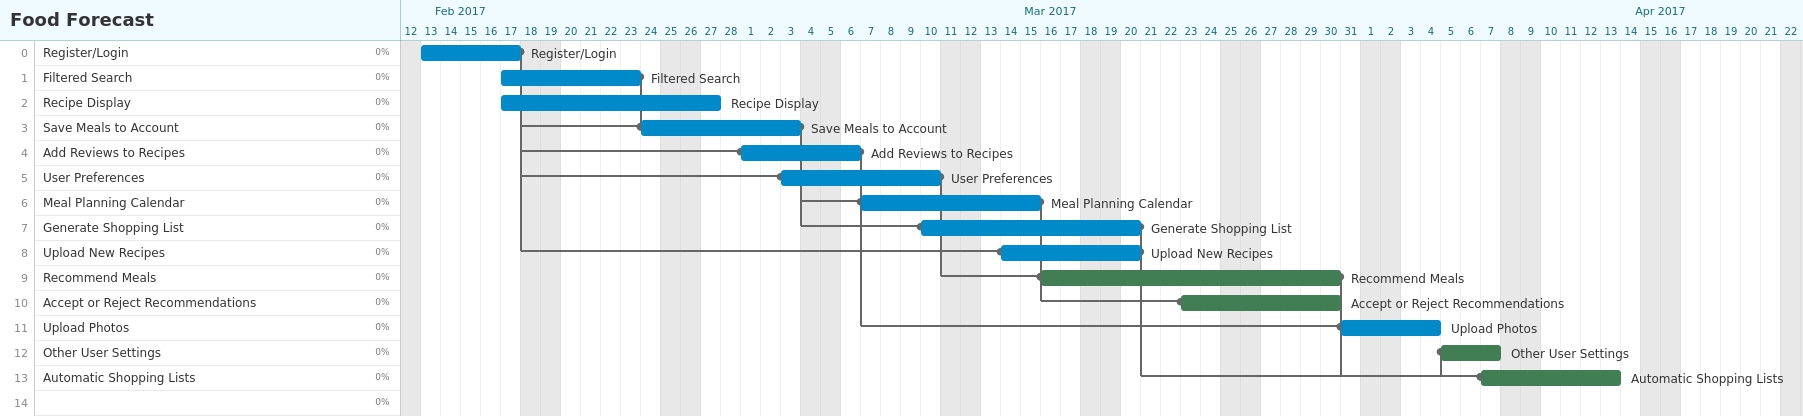 Food Forecast
Feb 2017 Mar 2017 Apr 2017
12 13 14 15 16 17 18 19 20 21 22 23 24 25 26 27 28 1 2 3 4 5 6 7 8 9 10 11 12 13 14 15 16 17 18 19 20 21 22 23 24 25 26 27 28 29 30 31 1 2 3 4 5 6 7 8 9 10 11 12 13 14 15 16 17 18 19 20 21 22
0 Register/Login 0% Register/Login
1 Filtered Search 0% Filtered Search
2 Recipe Display 0% Recipe Display
3 Save Meals to Account 0% Save Meals to Account
4 Add Reviews to Recipes 0% Add Reviews to Recipes
5 User Preferences 0% User Preferences
6 Meal Planning Calendar 0% Meal Planning Calendar
7 Generate Shopping List 0% Generate Shopping List
8 Upload New Recipes 0% Upload New Recipes
9 Recommend Meals 0% Recommend Meals
10 Accept or Reject Recommendations 0% Accept or Reject Recommendations
11 Upload Photos 0% Upload Photos
12 Other User Settings 0% Other User Settings
13 Automatic Shopping Lists 0% Automatic Shopping Lists
14 0%